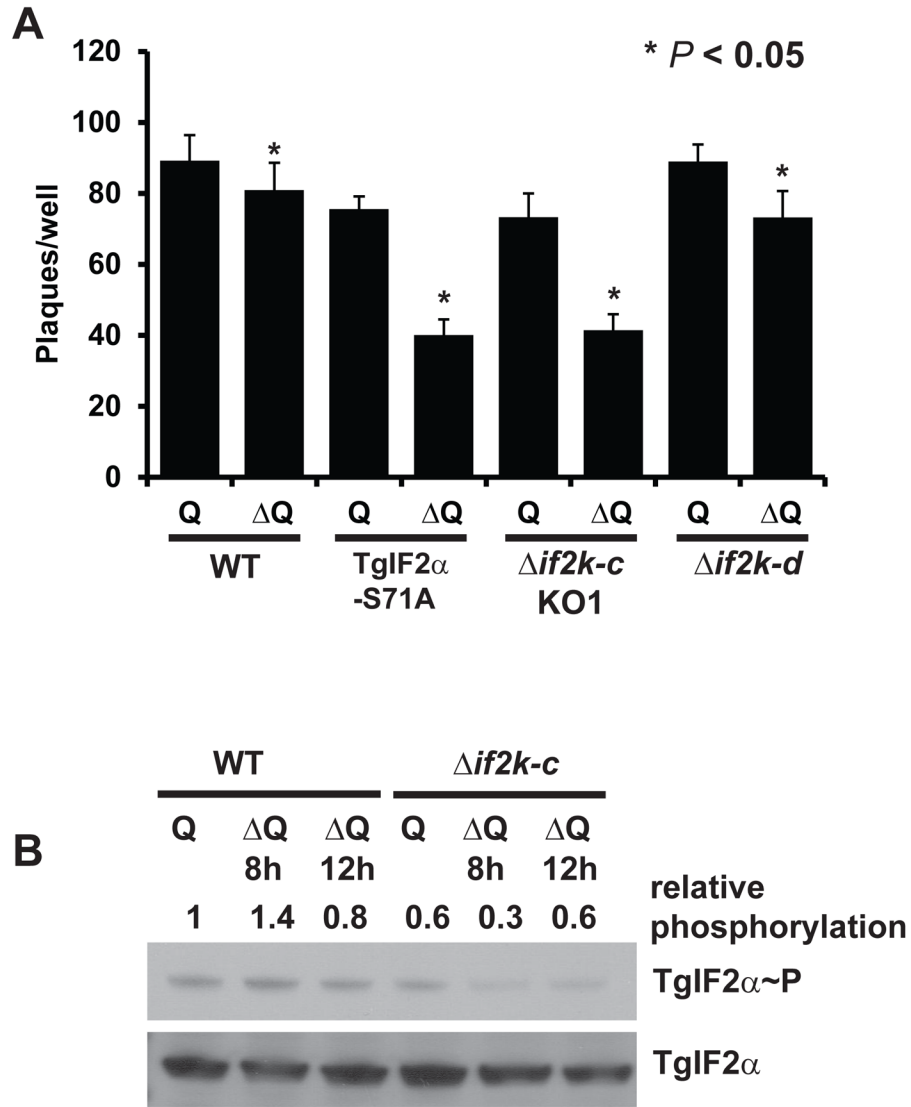 A
* P < 0.05
Plaques/well
120
100
80
60
40
20
0
* * * *
Q ΔQ Q ΔQ Q ΔQ Q ΔQ
WT TgIF2α -S71A Δif2k-c KO1 Δif2k-d
B
WT Δif2k-c
Q ΔQ ΔQ Q ΔQ ΔQ
8h 12h 8h 12h
1 1.4 0.8 0.6 0.3 0.6
relative
phosphorylation
TgIF2α~P
TgIF2α